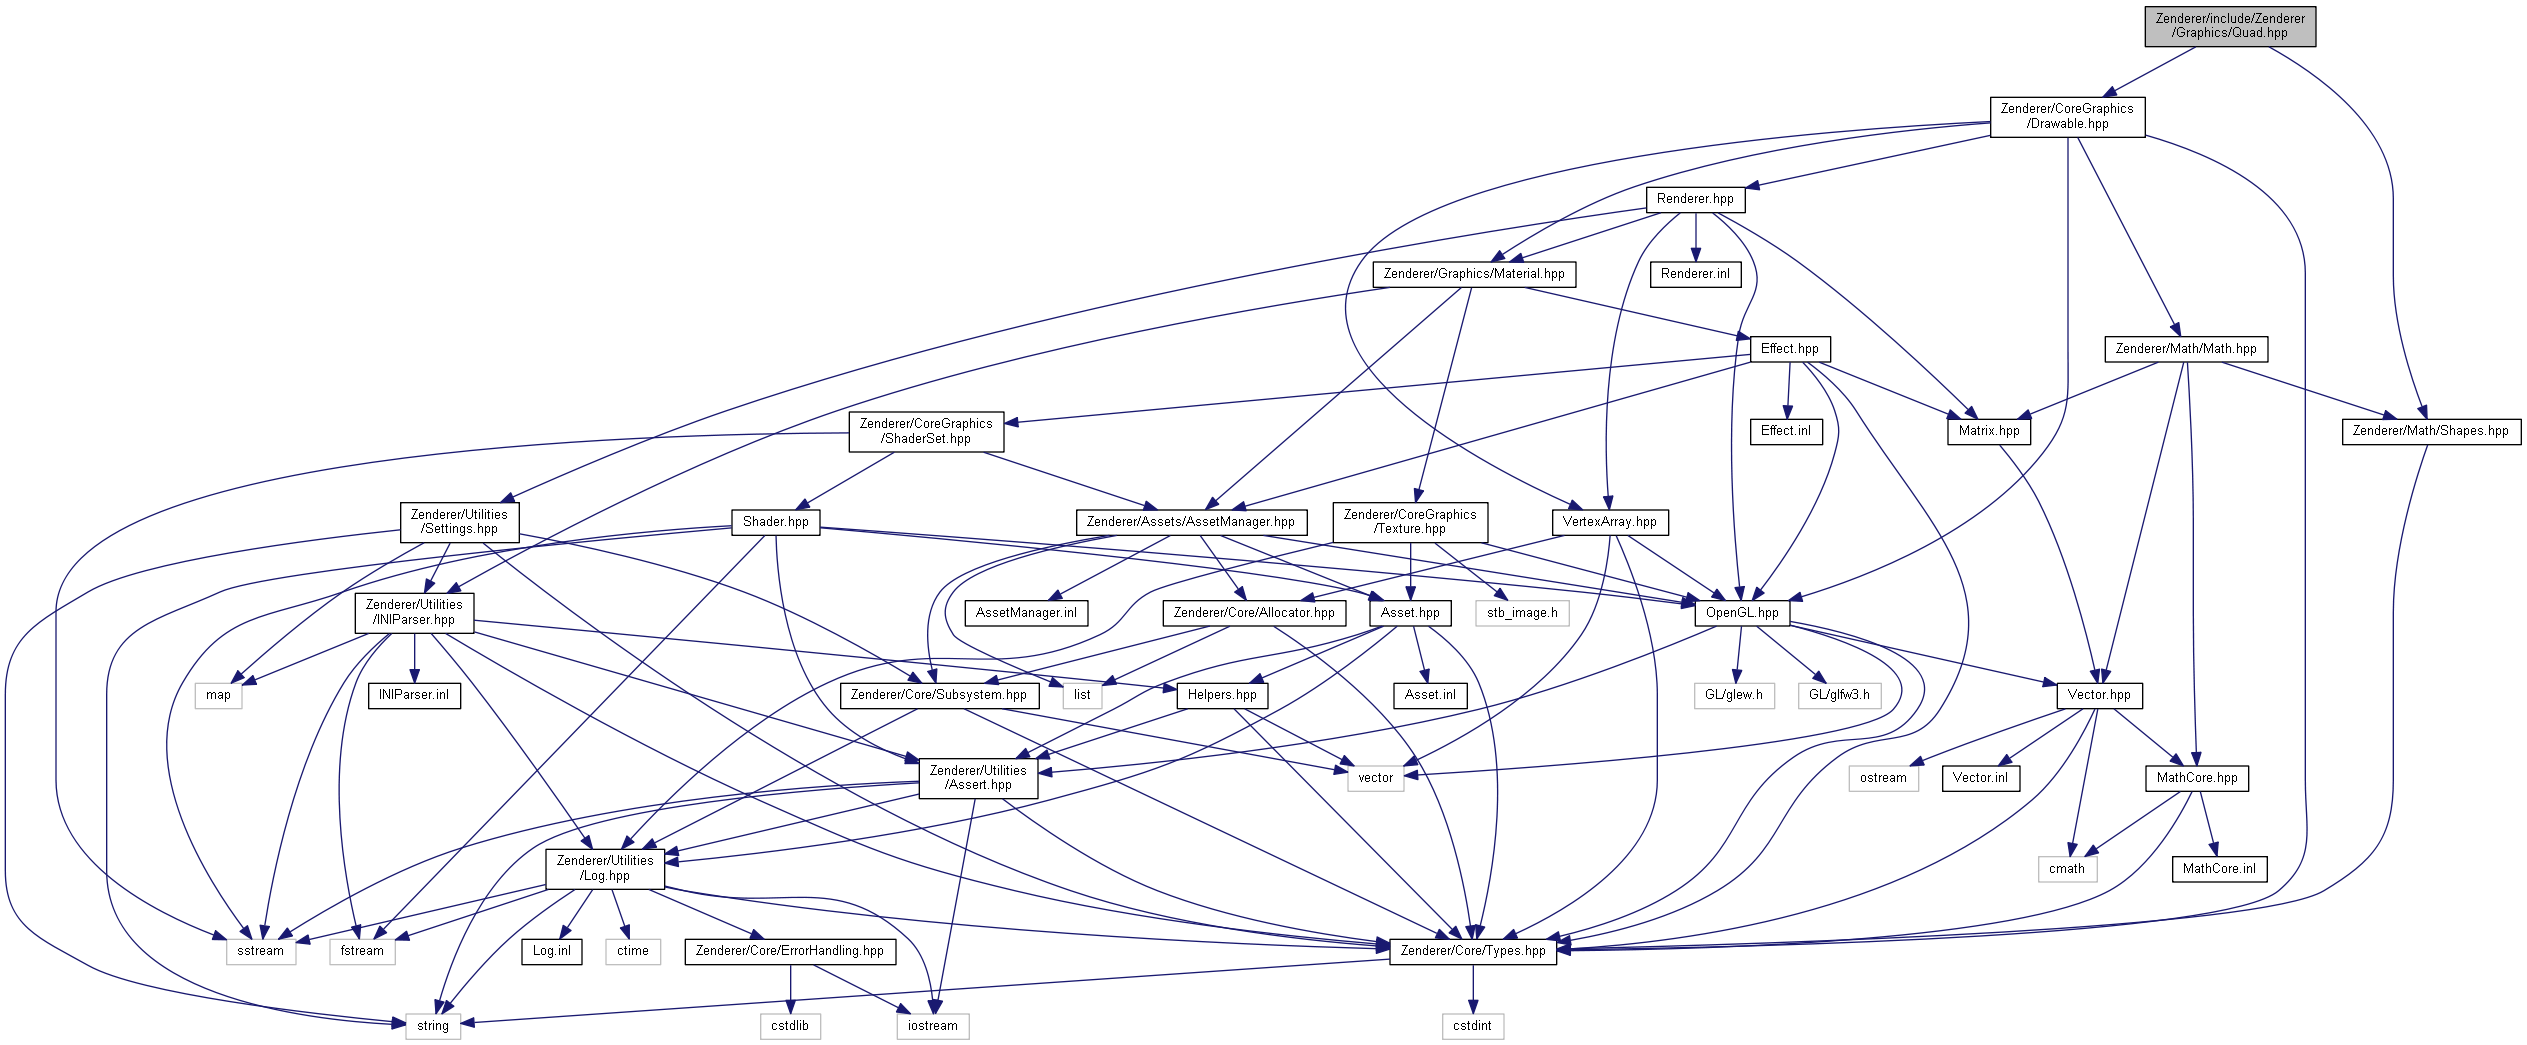 Zenderer/include/Zenderer
/Graphics/Quad.hpp
Zenderer/CoreGraphics
/Drawable.hpp
Renderer.hpp
Zenderer/Graphics/Material.hpp
Renderer.inl
Effect.hpp
Zenderer/Math/Math.hpp
Zenderer/CoreGraphics
/ShaderSet.hpp
Effect.inl
Matrix.hpp
Zenderer/Math/Shapes.hpp
Zenderer/Utilities
/Settings.hpp
Shader.hpp
Zenderer/Assets/AssetManager.hpp
Zenderer/CoreGraphics
/Texture.hpp
VertexArray.hpp
Zenderer/Utilities
/INIParser.hpp
AssetManager.inl
Zenderer/Core/Allocator.hpp
Asset.hpp
stb_image.h
OpenGL.hpp
map
INIParser.inl
Zenderer/Core/Subsystem.hpp
list
Helpers.hpp
Asset.inl
GL/glew.h
GL/glfw3.h
Vector.hpp
Zenderer/Utilities
/Assert.hpp
vector
ostream
Vector.inl
MathCore.hpp
Zenderer/Utilities
/Log.hpp
cmath
MathCore.inl
sstream
fstream
Log.inl
ctime
Zenderer/Core/ErrorHandling.hpp
Zenderer/Core/Types.hpp
string
cstdlib
iostream
cstdint